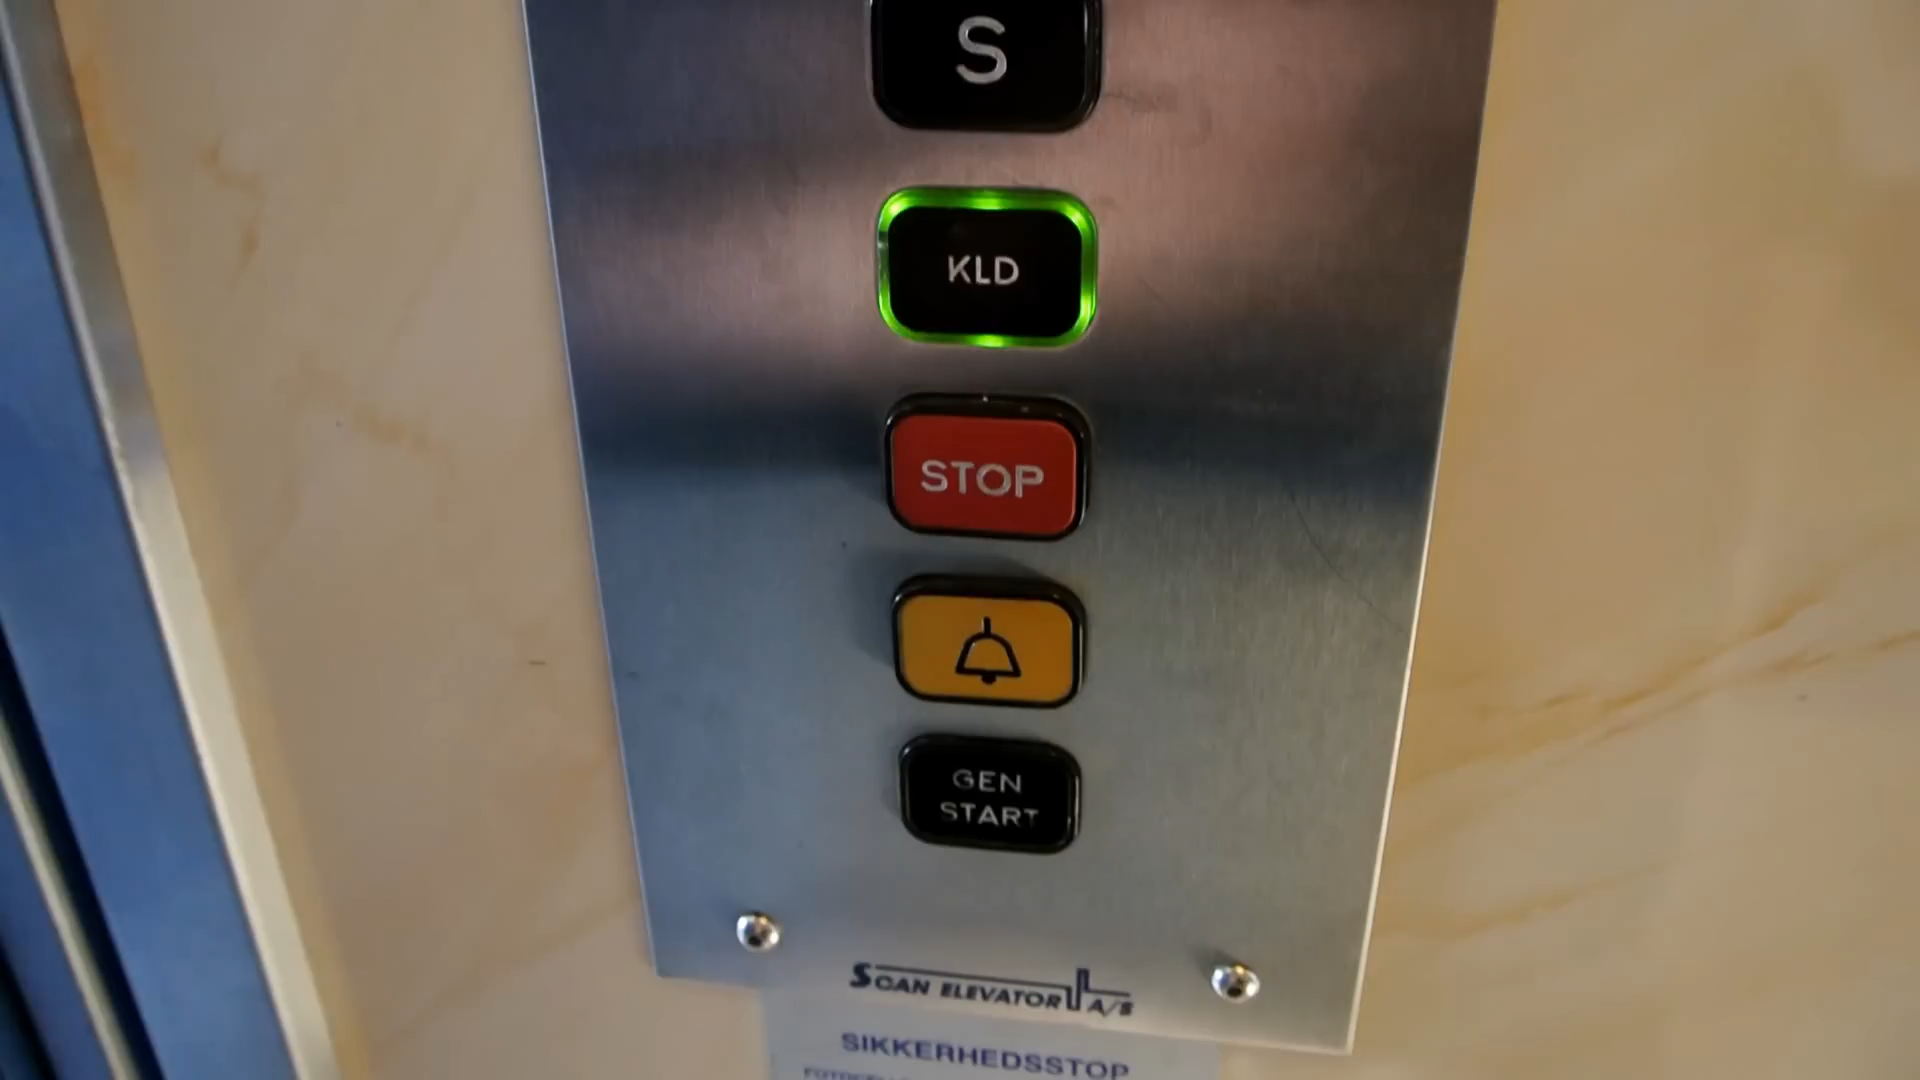 S
KLD
STOP
GEN
START
SCAN ELEVATOR A/S
SIKKERHEDSSTOP